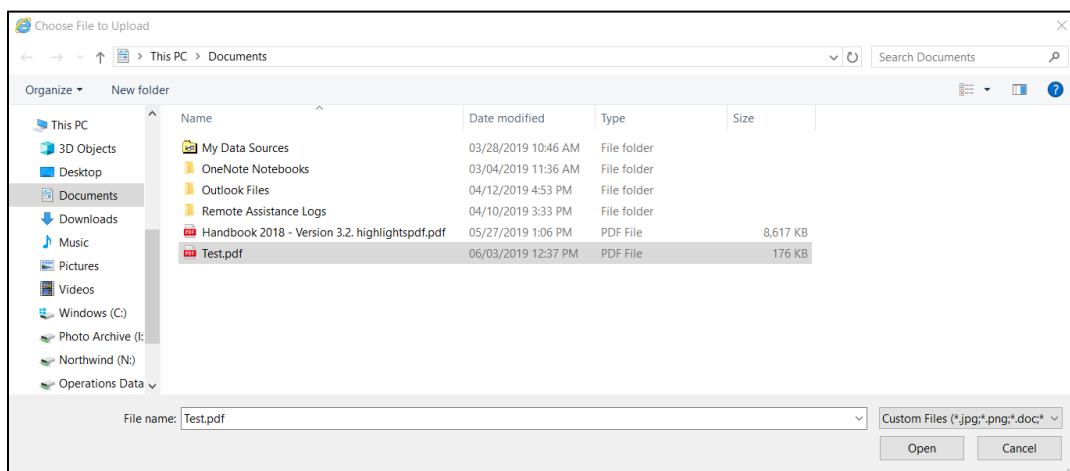 Choose File to Upload
This PC > Documents
Search Documents
Organize
New folder
Name Date modified Type Size
This PC
3D Objects
Desktop
Documents
Downloads
Music
Pictures
Videos
Windows (C:)
Photo Archive (I:
Northwind (N:)
Operations Data
My Data Sources 03/28/2019 10:46 AM File folder
OneNote Notebooks 03/04/2019 11:36 AM File folder
Outlook Files 04/12/2019 4:53 PM File folder
Remote Assistance Logs 04/10/2019 3:33 PM File folder
Handbook 2018 - Version 3.2. highlightspdf.pdf 05/27/2019 1:06 PM PDF File 8,617 KB
Test.pdf 06/03/2019 12:37 PM PDF File 176 KB
File name: Test.pdf
Custom Files (*.jpg;*.png;*.doc;*
Open Cancel